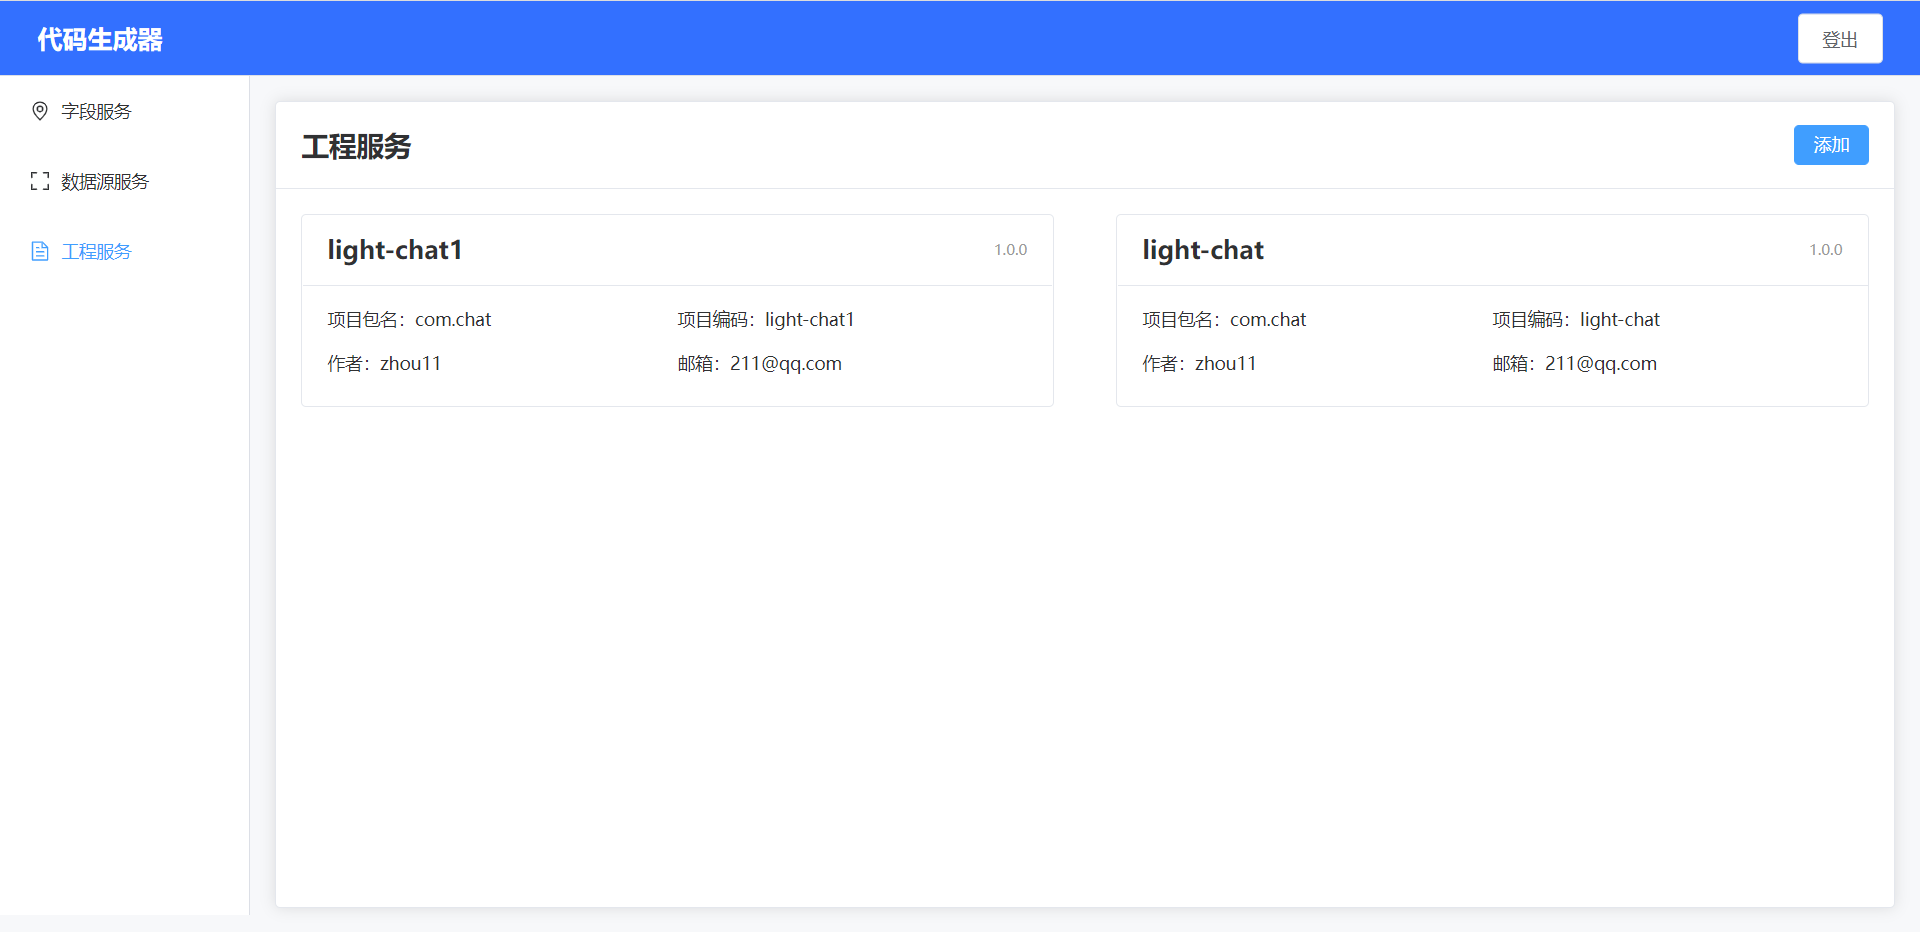 代码生成器
登出
字段服务
数据源服务
工程服务
工程服务
添加
light-chat1
1.0.0
项目包名：com.chat
项目编码：light-chat1
作者：zhou11
邮箱：211@qq.com
light-chat
1.0.0
项目包名：com.chat
项目编码：light-chat
作者：zhou11
邮箱：211@qq.com